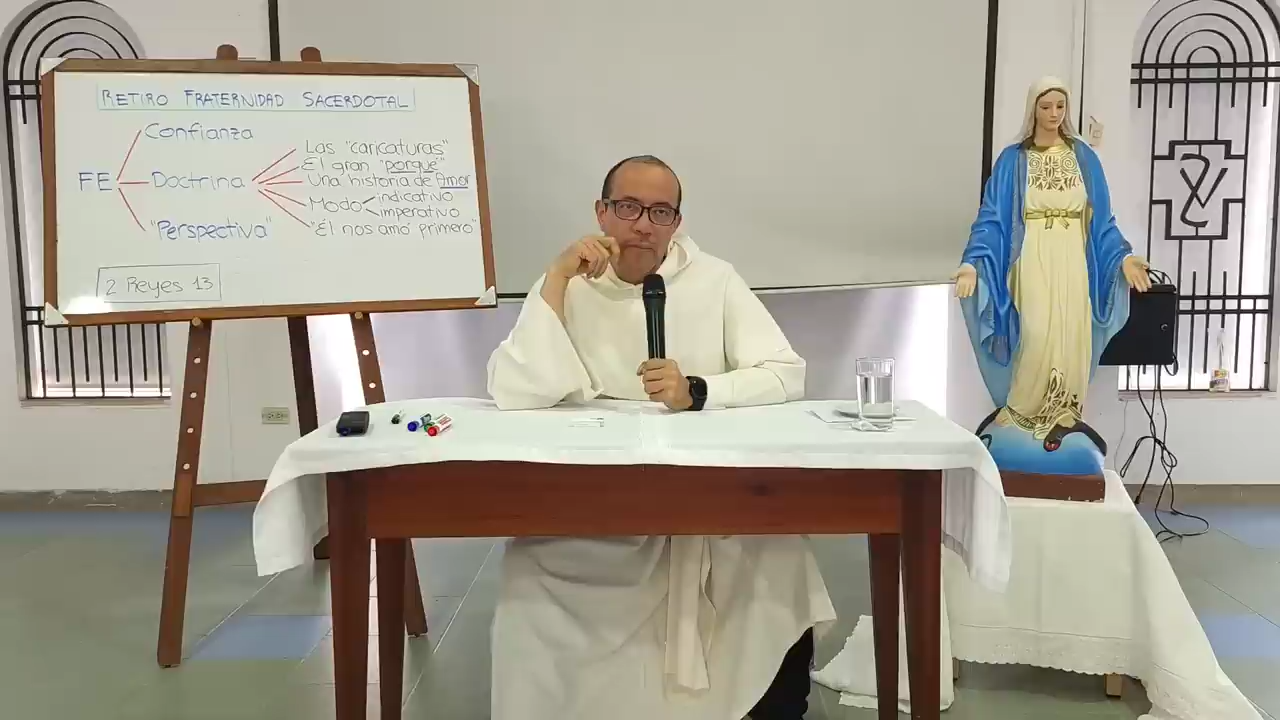 RETIRO FRATERNIDAD SACERDOTAL
FE
Confianza
Doctrina
"Perspectiva"
Las "caricaturas"
El gran "porque"
Una historia de Amor
Modo indicativo
imperativo
"Él nos amó primero"
2 Reyes 13